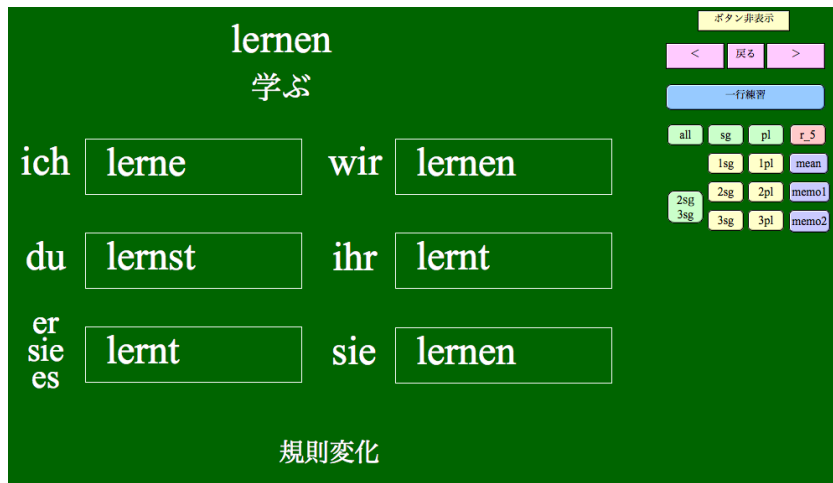 lernen
学ぶ
ich lerne wir lernen
du lernst ihr lernt
er
sie
es
lernt sie lernen
規則変化
ボタン非表示
< 戻る >
一行練習
all sg pl r_5
1sg 1pl mean
2sg
3sg
2sg 2pl memo1
3sg 3pl memo2